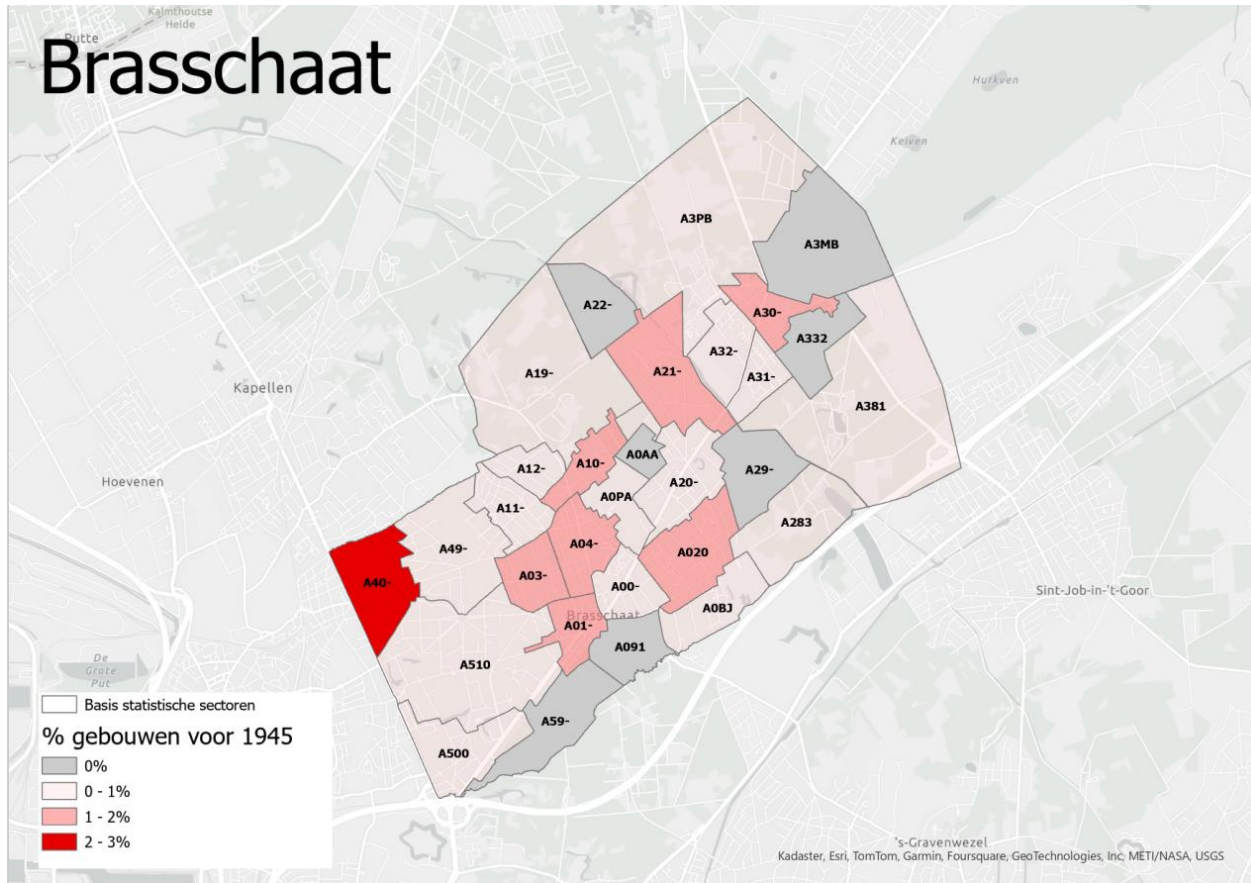 Kalmthoutse
Heide
Putte
Brasschaat
Hurkven
Keiven
A3PB
A3MB
A22-
A30-
A332
A32-
A19-
A21-
A31-
Kapellen
A381
A0AA
A10-
A12-
A29-
Hoevenen
A20-
A0PA
A11-
A283
A04-
A49-
A020
A03-
A40-
A00-
Sint-Job-in-'t-Goor
A0BJ
Brasschaat
A01-
A091
De
Grote
Put
A510
Basis statistische sectoren
A59-
% gebouwen voor 1945
A500
0%
0 - 1%
1 - 2%
2 - 3%
's-Gravenwezel
Kadaster, Esri, TomTom, Garmin, Foursquare, GeoTechnologies, Inc, METI/NASA, USGS